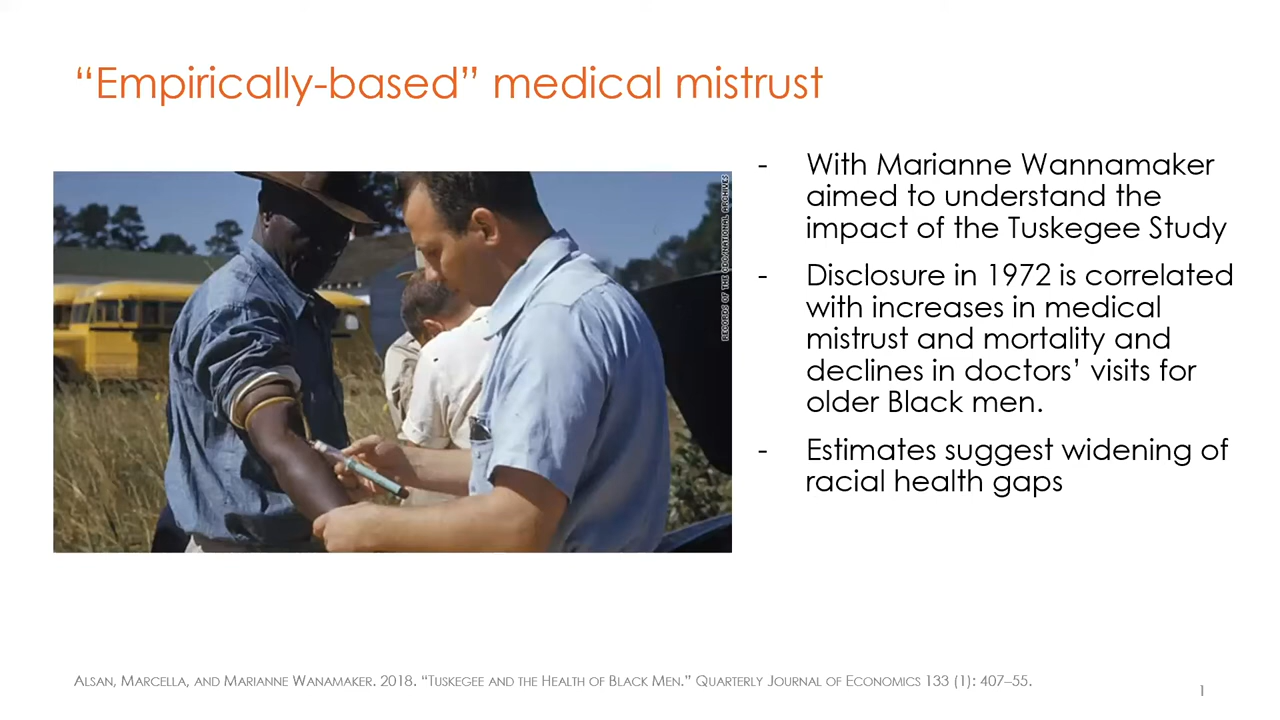 “Empirically-based” medical mistrust
- With Marianne Wannamaker
aimed to understand the
impact of the Tuskegee Study
- Disclosure in 1972 is correlated
with increases in medical
mistrust and mortality and
declines in doctors’ visits for
older Black men.
- Estimates suggest widening of
racial health gaps
RECORDS OF THE CDC/NATIONAL ARCHIVES
ALSAN, MARCELLA, AND MARIANNE WANAMAKER. 2018. “TUSKEGEE AND THE HEALTH OF BLACK MEN.” QUARTERLY JOURNAL OF ECONOMICS 133 (1): 407–55.
1